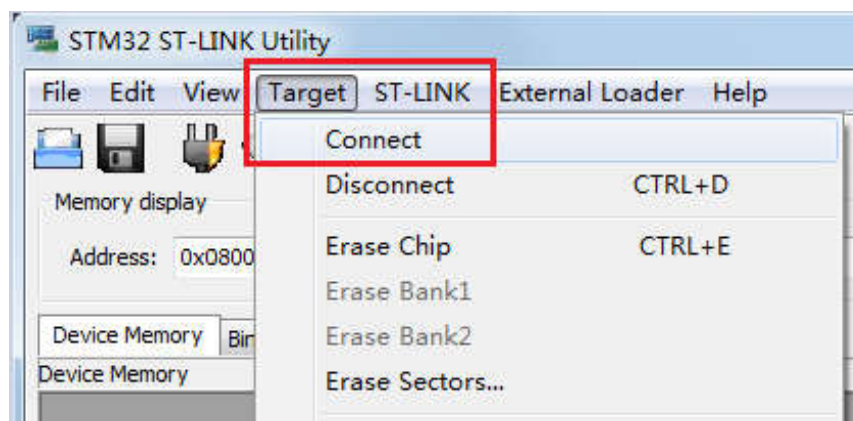 STM32 ST-LINK Utility
File Edit View Target ST-LINK External Loader Help
Connect
Disconnect CTRL+D
Memory display
Address: 0x0800
Erase Chip CTRL+E
Erase Bank1
Device Memory
Erase Bank2
Device Memory
Erase Sectors...